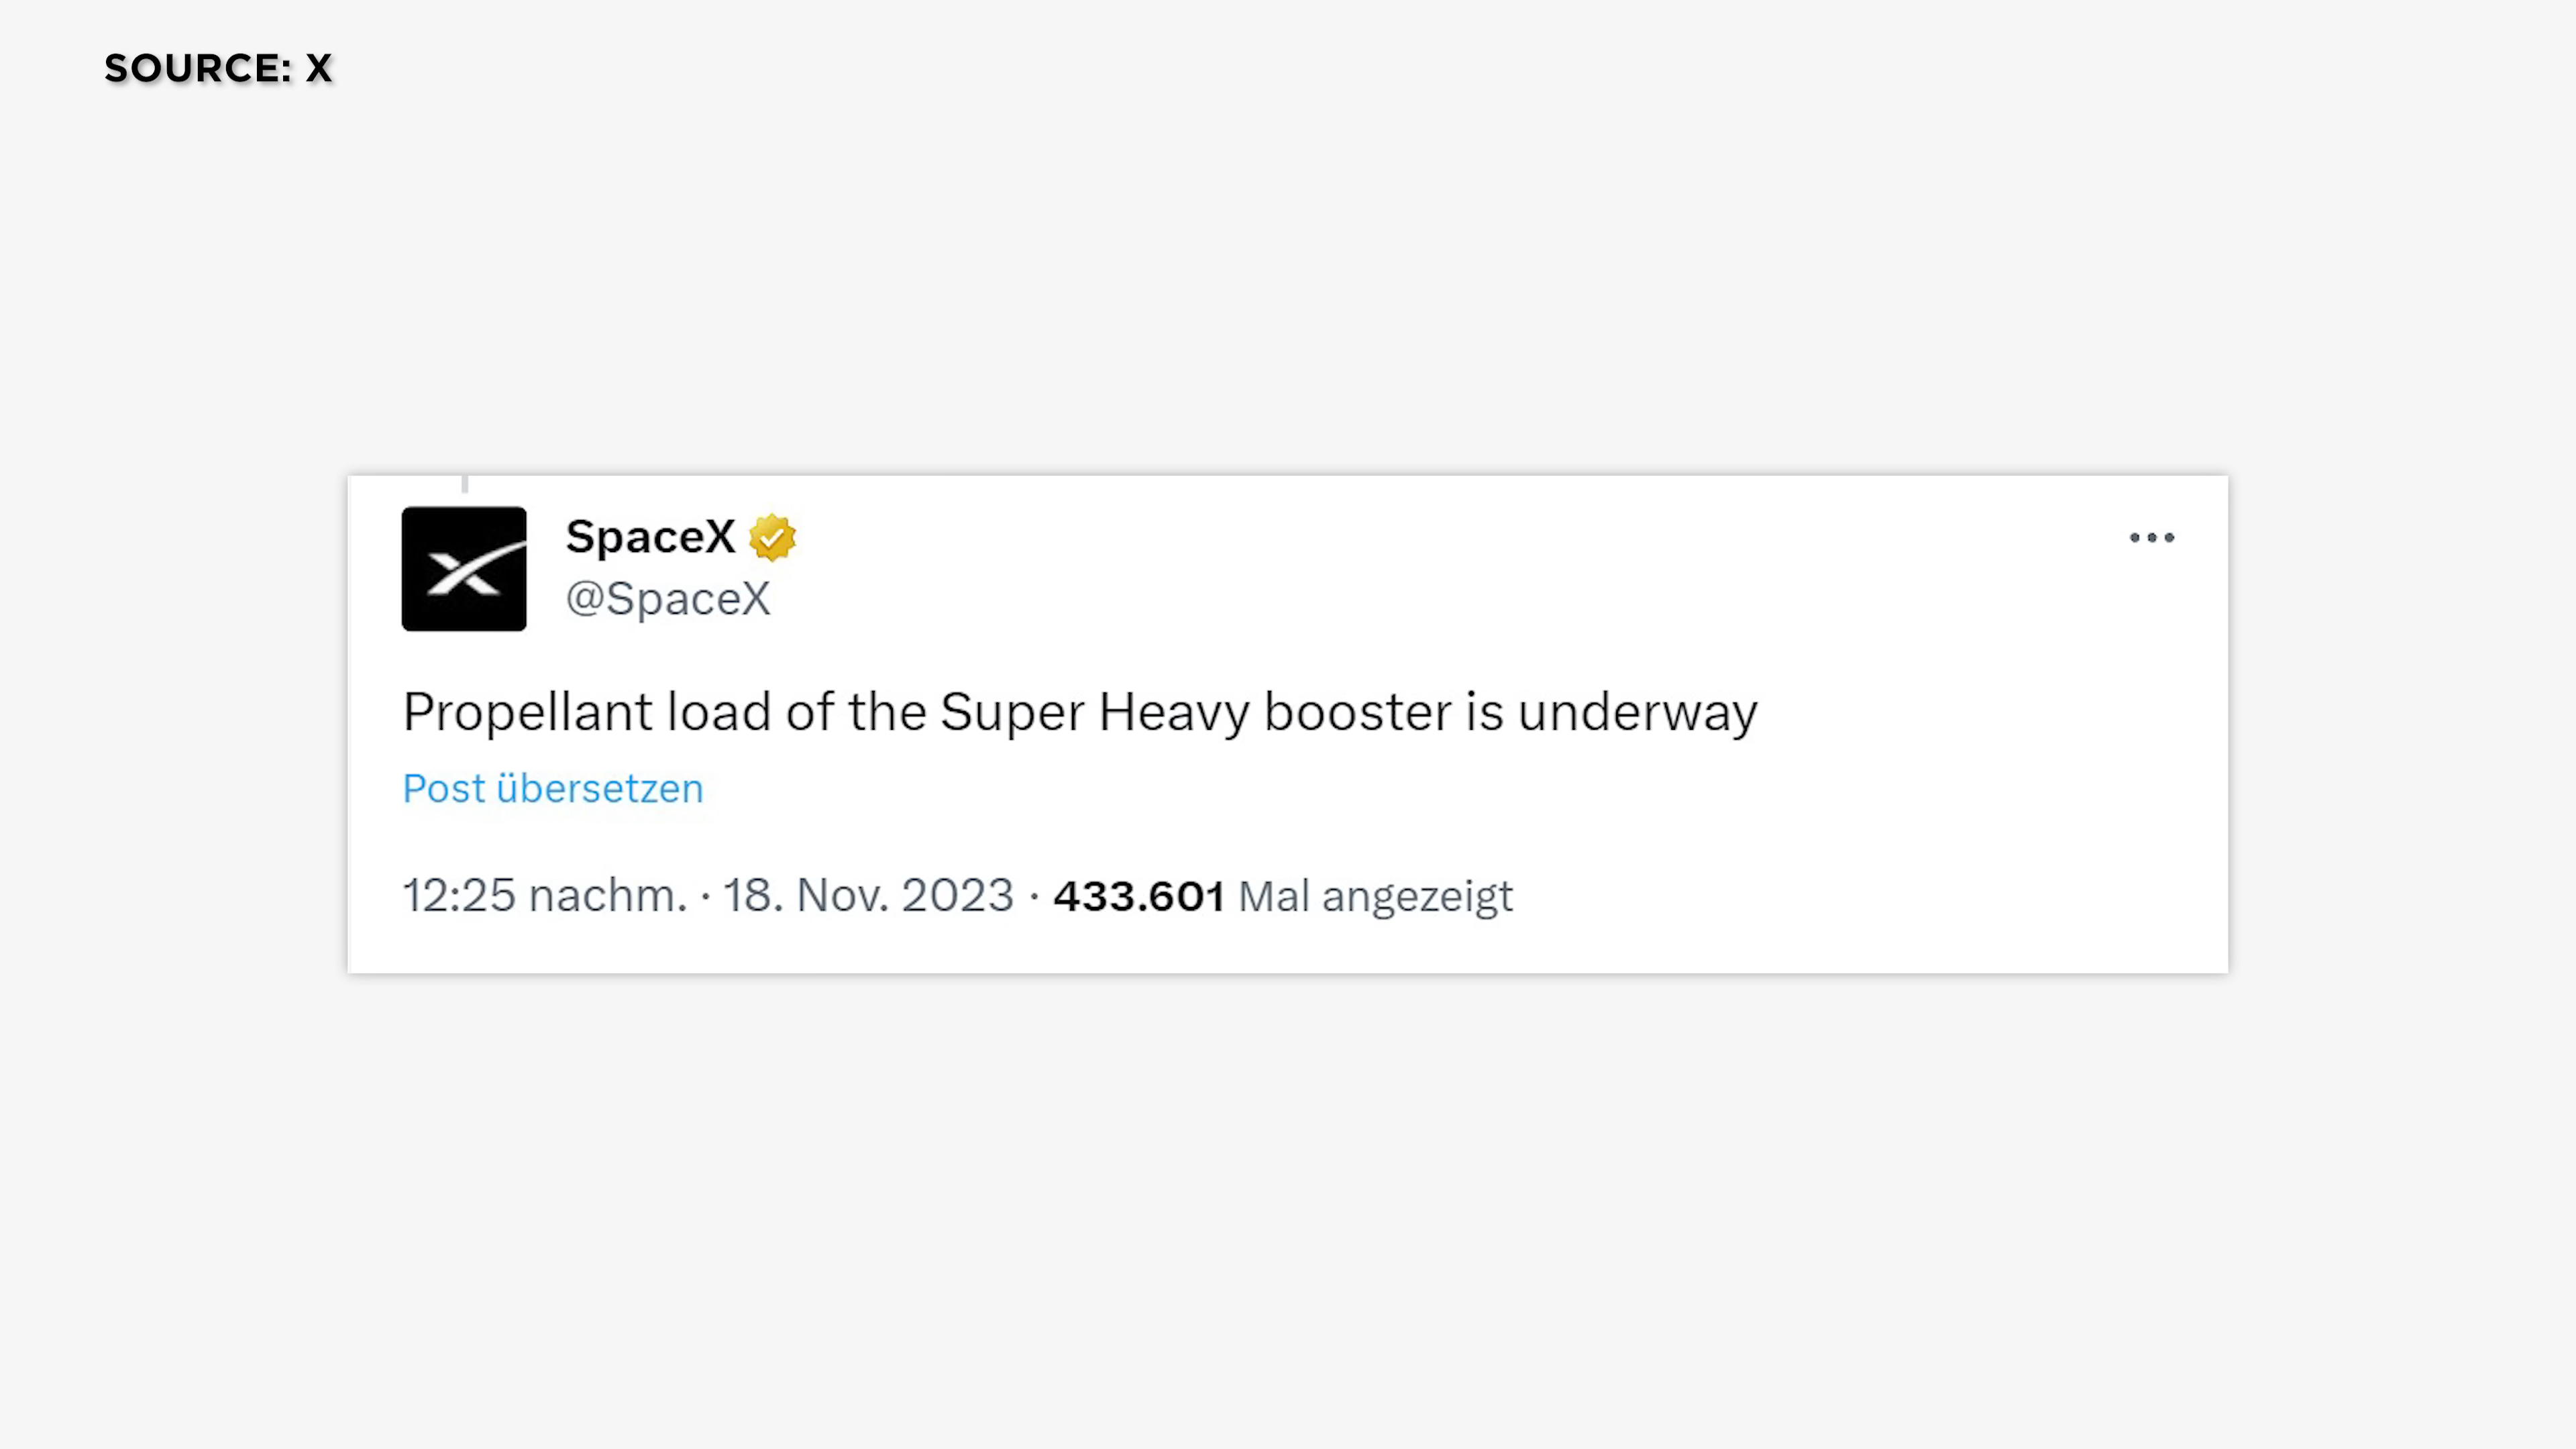 SOURCE: X
SpaceX
@SpaceX
Propellant load of the Super Heavy booster is underway
Post übersetzen
12:25 nachm. · 18. Nov. 2023 · 433.601 Mal angezeigt